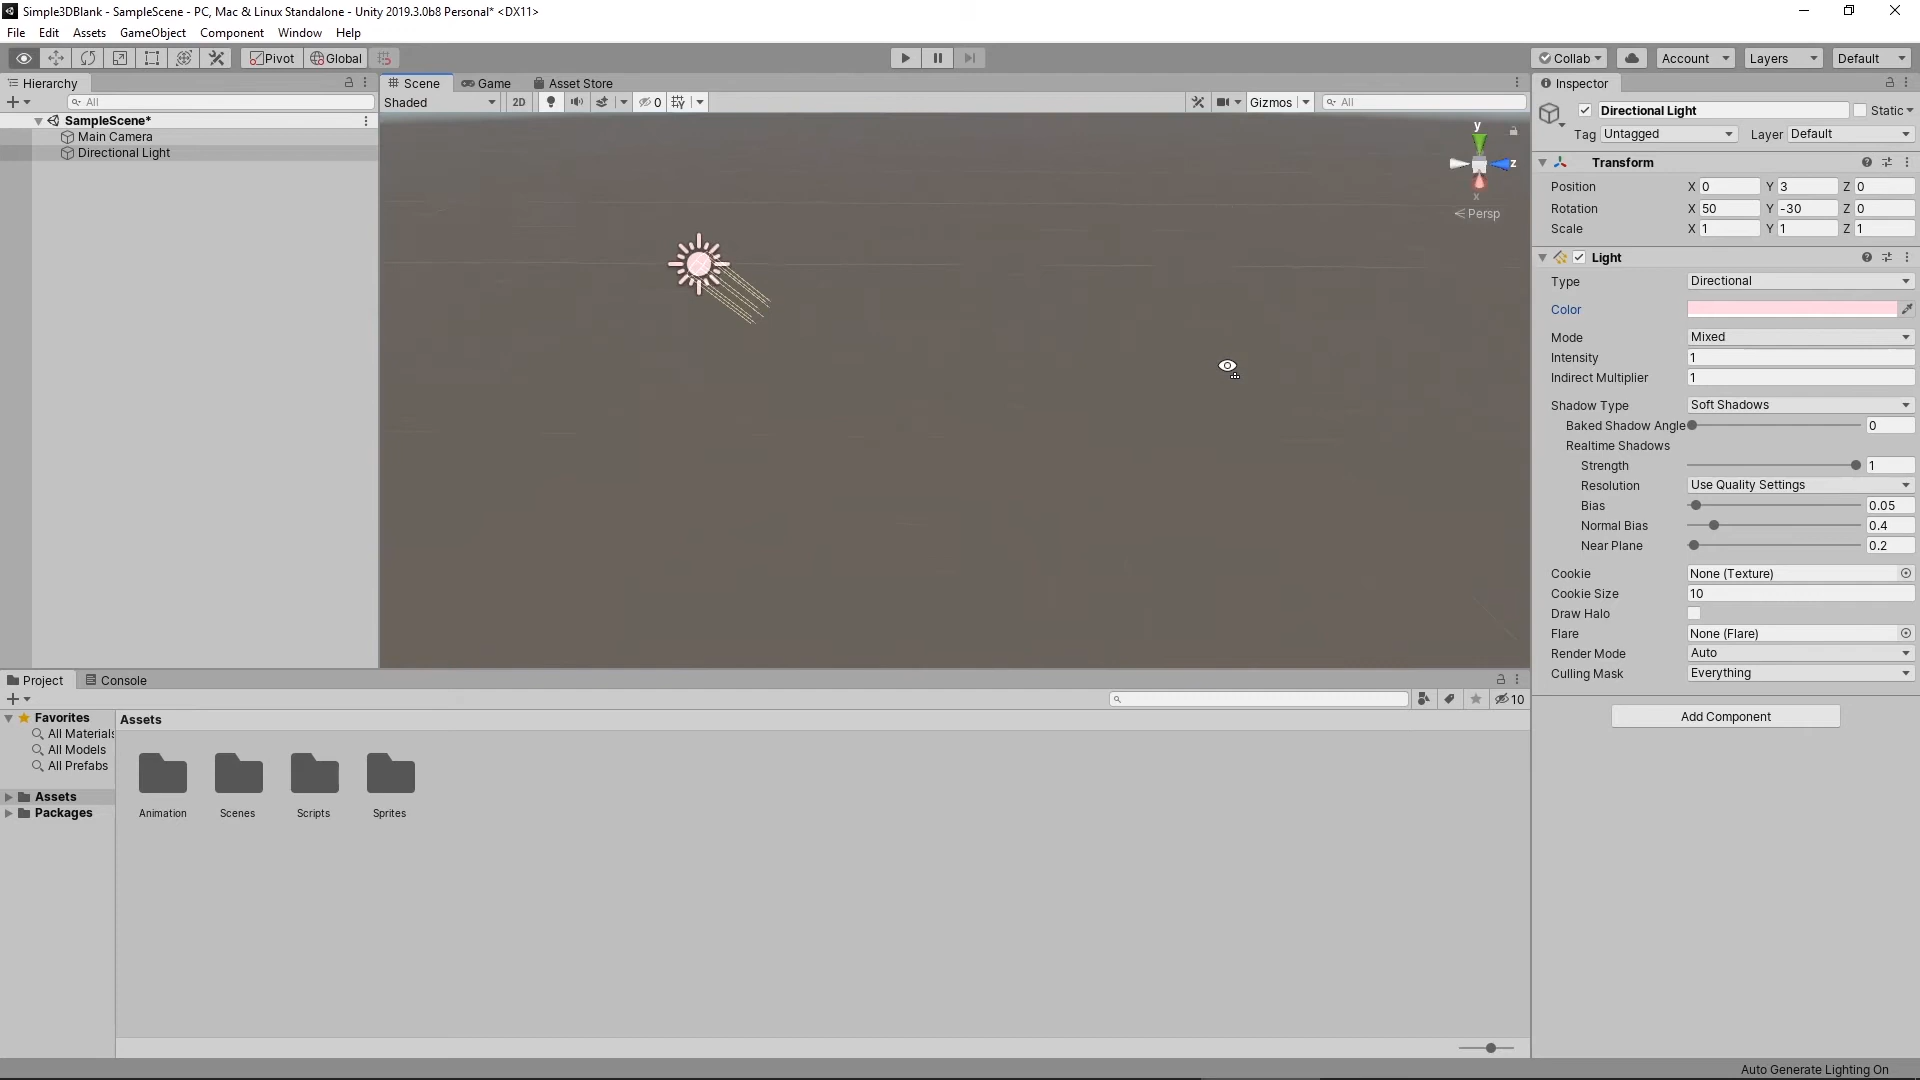 Simple3DBlank - SampleScene - PC, Mac & Linux Standalone - Unity 2019.3.0b8 Personal* <DX11>
File Edit Assets GameObject Component Window Help
Pivot Global Collab Account Layers Default
Hierarchy
All
SampleScene*
Main Camera
Directional Light
Scene Game Asset Store
Shaded 2D 0 Gizmos All
y
z
x
Persp
Inspector
Directional Light Static
Tag Untagged Layer Default
Transform
Position X 0 Y 3 Z 0
Rotation X 50 Y -30 Z 0
Scale X 1 Y 1 Z 1
Light
Type Directional
Color
Mode Mixed
Intensity 1
Indirect Multiplier 1
Shadow Type Soft Shadows
Baked Shadow Angle 0
Realtime Shadows
Strength 1
Resolution Use Quality Settings
Bias 0.05
Normal Bias 0.4
Near Plane 0.2
Cookie None (Texture)
Cookie Size 10
Draw Halo
Flare None (Flare)
Render Mode Auto
Culling Mask Everything
Add Component
Project Console
10
Favorites
All Materials
All Models
All Prefabs
Assets
Packages
Assets
Animation Scenes Scripts Sprites
Auto Generate Lighting On